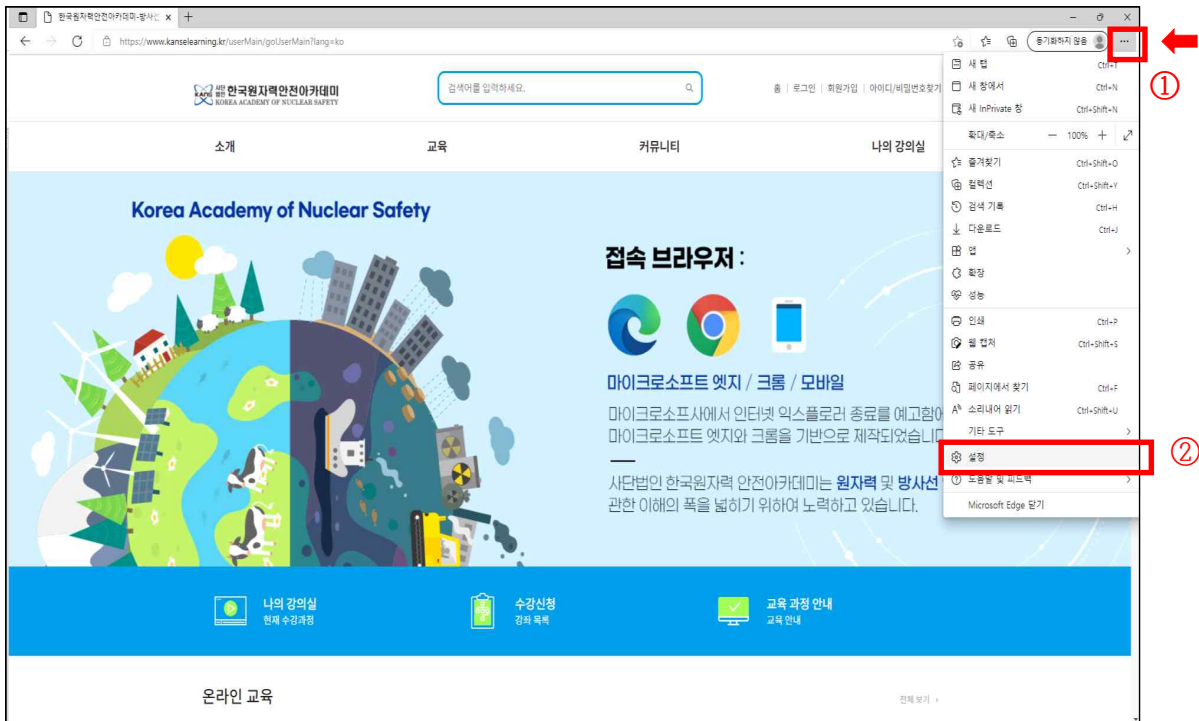 한국원자력안전아카데미-방사선
https://www.kanselearning.kr/userMain/goUserMain?lang=ko
동기화하지 않음
①
KANS 사단법인 한국원자력안전아카데미
KOREA ACADEMY OF NUCLEAR SAFETY
검색어를 입력하세요.
홈 | 로그인 | 회원가입 | 아이디/비밀번호찾기
소개 교육 커뮤니티 나의 강의실
Korea Academy of Nuclear Safety
접속 브라우저 :
마이크로소프트 엣지 / 크롬 / 모바일
마이크로소프사에서 인터넷 익스플로러 종료를 예고함에
마이크로소프트 엣지와 크롬을 기반으로 제작되었습니다
사단법인 한국원자력 안전아카데미는 원자력 및 방사선
관한 이해의 폭을 넓히기 위하여 노력하고 있습니다.
새 탭 Ctrl+T
새 창에서 Ctrl+N
새 InPrivate 창 Ctrl+Shift+N
확대/축소 — 100% +
즐겨찾기 Ctrl+Shift+O
컬렉션 Ctrl+Shift+Y
검색 기록 Ctrl+H
다운로드 Ctrl+J
앱
확장
성능
인쇄 Ctrl+P
웹 캡처 Ctrl+Shift+S
공유
페이지에서 찾기 Ctrl+F
소리내어 읽기 Ctrl+Shift+U
기타 도구
설정
②
도움말 및 피드백
Microsoft Edge 닫기
나의 강의실
현재 수강과정
수강신청
강좌 목록
교육 과정 안내
교육 안내
온라인 교육
전체 보기